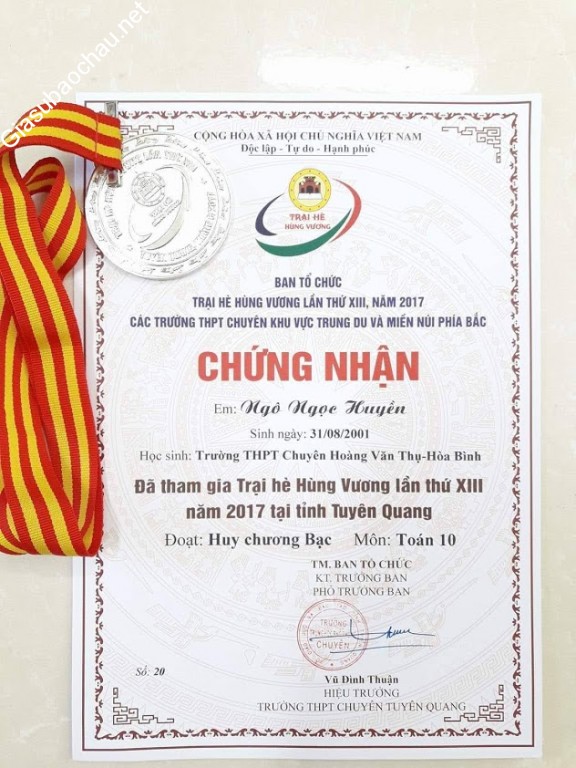 Giasubaochau.net
CỘNG HÒA XÃ HỘI CHỦ NGHĨA VIỆT NAM
Độc lập - Tự do - Hạnh phúc
TRẠI HÈ
HÙNG VƯƠNG
BAN TỔ CHỨC
TRẠI HÈ HÙNG VƯƠNG LẦN THỨ XIII, NĂM 2017
CÁC TRƯỜNG THPT CHUYÊN KHU VỰC TRUNG DU VÀ MIỀN NÚI PHÍA BẮC
CHỨNG NHẬN
Em: Ngô Ngọc Huyền
Sinh ngày: 31/08/2001
Học sinh: Trường THPT Chuyên Hoàng Văn Thụ-Hòa Bình
Đã tham gia Trại hè Hùng Vương lần thứ XIII
năm 2017 tại tỉnh Tuyên Quang
Đoạt: Huy chương Bạc Môn: Toán 10
TM. BAN TỔ CHỨC
KT. TRƯỞNG BAN
PHÓ TRƯỞNG BAN
TRƯỜNG
CHUYÊN
Số: 20
Vũ Đình Thuận
HIỆU TRƯỞNG
TRƯỜNG THPT CHUYÊN TUYÊN QUANG